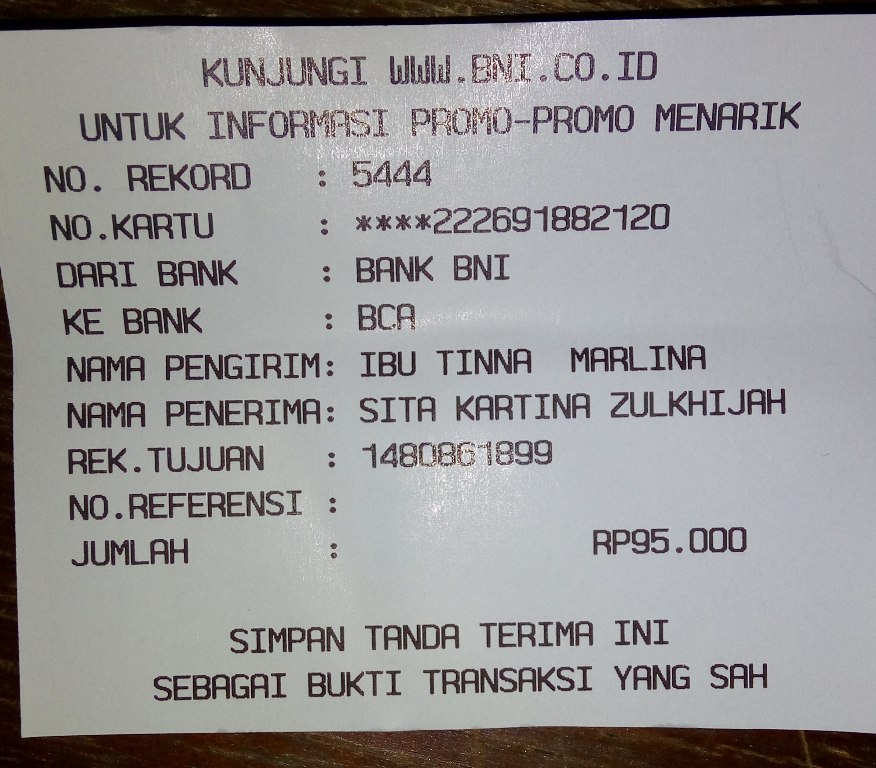 KUNJUNGI WWW.BNI.CO.ID
UNTUK INFORMASI PROMO-PROMO MENARIK
NO. REKORD : 5444
NO.KARTU : ****222691882120
DARI BANK : BANK BNI
KE BANK : BCA
NAMA PENGIRIM: IBU TINNA MARLINA
NAMA PENERIMA: SITA KARTINA ZULKHIJAH
REK.TUJUAN : 1480861899
NO.REFERENSI :
JUMLAH : RP95.000
SIMPAN TANDA TERIMA INI
SEBAGAI BUKTI TRANSAKSI YANG SAH